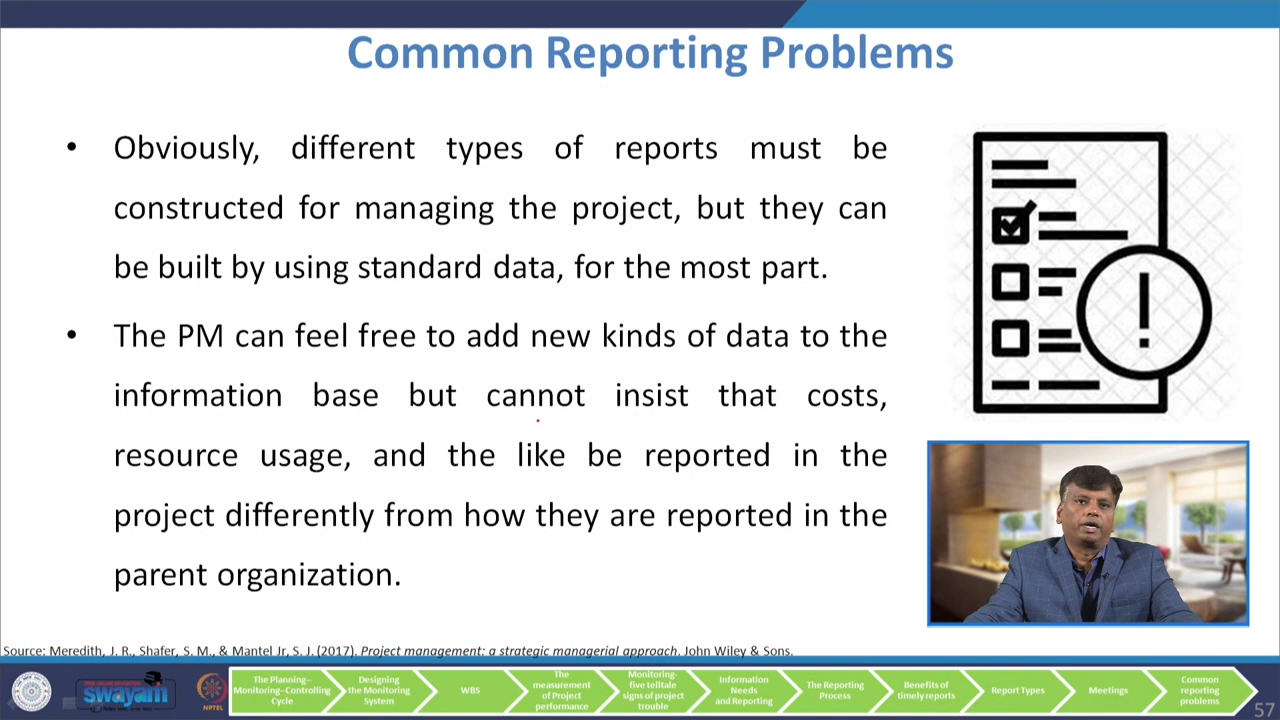 Common Reporting Problems
• Obviously, different types of reports must be
constructed for managing the project, but they can
be built by using standard data, for the most part.
• The PM can feel free to add new kinds of data to the
information base but cannot insist that costs,
resource usage, and the like be reported in the
project differently from how they are reported in the
parent organization.
Source: Meredith, J. R., Shafer, S. M., & Mantel Jr, S. J. (2017). Project management: a strategic managerial approach. John Wiley & Sons.
swayam
NPTEL
The Planning–
Monitoring–Controlling
Cycle
Designing
the Monitoring
System
WBS
The
measurement
of Project
performance
Monitoring-
five telltale
signs of project
trouble
Information
Needs
and Reporting
The Reporting
Process
Benefits of
timely reports
Report Types
Meetings
Common
reporting
problems
57